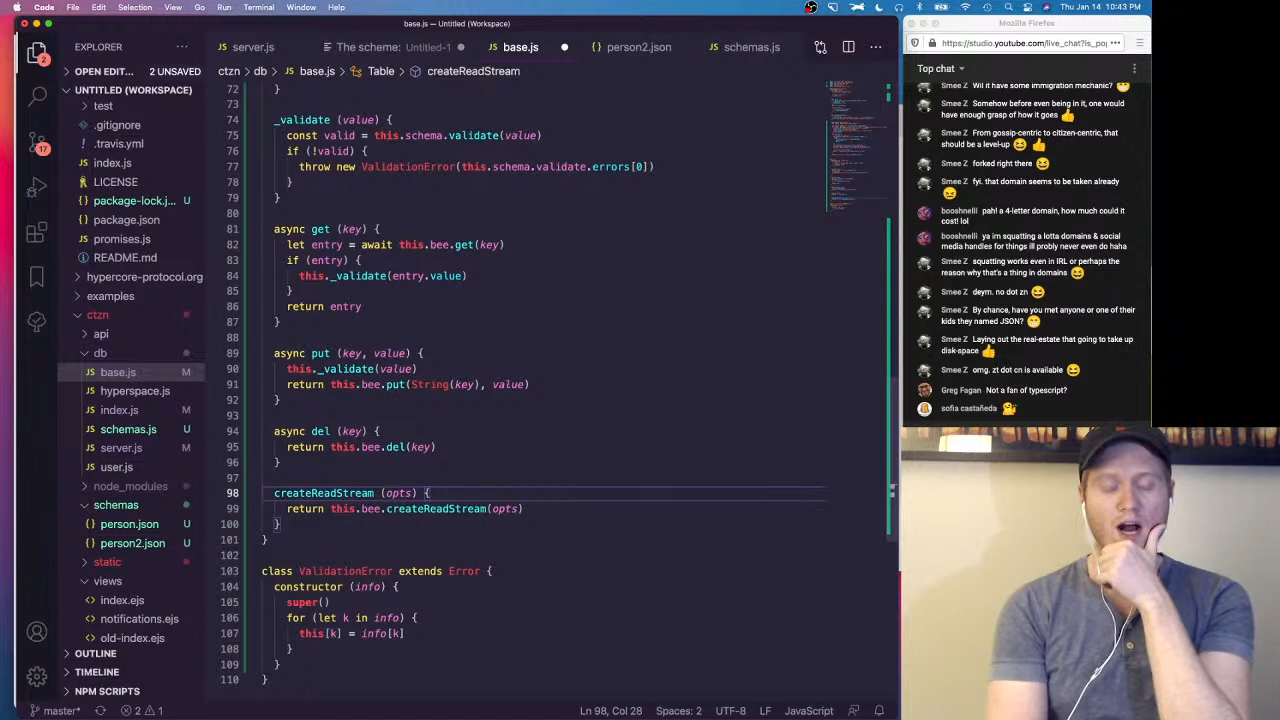 Code File Edit Selection View Go Run Terminal Window Help
Thu Jan 14 10:43 PM
base.js — Untitled (Workspace)
EXPLORER
server.js
The time is now
Untitled-1
base.js
person2.json
schemas.js
OPEN EDIT... 2 UNSAVED
ctzn > db > base.js > Table > createReadStream
UNTITLED (WORKSPACE)
test
.gitignore
.travis.yml
index.js
LICENSE
package-lock.j... U
package.json
promises.js
README.md
hypercore-protocol.org
examples
ctzn
api
db
base.js M
hyperspace.js
index.js M
schemas.js U
server.js M
user.js
node_modules
schemas
person.json U
person2.json U
static
views
index.ejs
notifications.ejs
old-index.ejs
OUTLINE
TIMELINE
NPM SCRIPTS
72 }
73
74 _validate (value) {
75 const valid = this.schema.validate(value)
76 if (!valid) {
77 throw new ValidationError(this.schema.validate.errors[0])
78 }
79 }
80
81 async get (key) {
82 let entry = await this.bee.get(key)
83 if (entry) {
84 this._validate(entry.value)
85 }
86 return entry
87 }
88
89 async put (key, value) {
90 this._validate(value)
91 return this.bee.put(String(key), value)
92 }
93
94 async del (key) {
95 return this.bee.del(key)
96 }
97
98 createReadStream (opts) {
99 return this.bee.createReadStream(opts)
100 }
101 }
102
103 class ValidationError extends Error {
104 constructor (info) {
105 super()
106 for (let k in info) {
107 this[k] = info[k]
108 }
109 }
110 }
master* 2 1
Ln 98, Col 28 Spaces: 2 UTF-8 LF JavaScript
Mozilla Firefox
https://studio.youtube.com/live_chat?is_pop
Top chat
Smee Z Wil it have some immigration mechanic? 😁
Smee Z Somehow before even being in it, one would
have enough grasp of how it goes 👍
Smee Z From gossip-centric to citizen-centric, that
should be a level-up 😆 👍
Smee Z forked right there 😆
Smee Z fyi. that domain seems to be taken already
😖
booshnelli pah! a 4-letter domain, how much could it
cost! lol
booshnelli ya im squatting a lotta domains & social
media handles for things ill probly never even do haha
Smee Z squatting works even in IRL or perhaps the
reason why that's a thing in domains 😆
Smee Z deym. no dot zn 😆
Smee Z By chance, have you met anyone or one of their
kids they named JSON? 😁
Smee Z Laying out the real-estate that going to take up
disk-space 👍
Smee Z omg. zt dot cn is available 😆
Greg Fagan Not a fan of typescript?
sofia castañeda